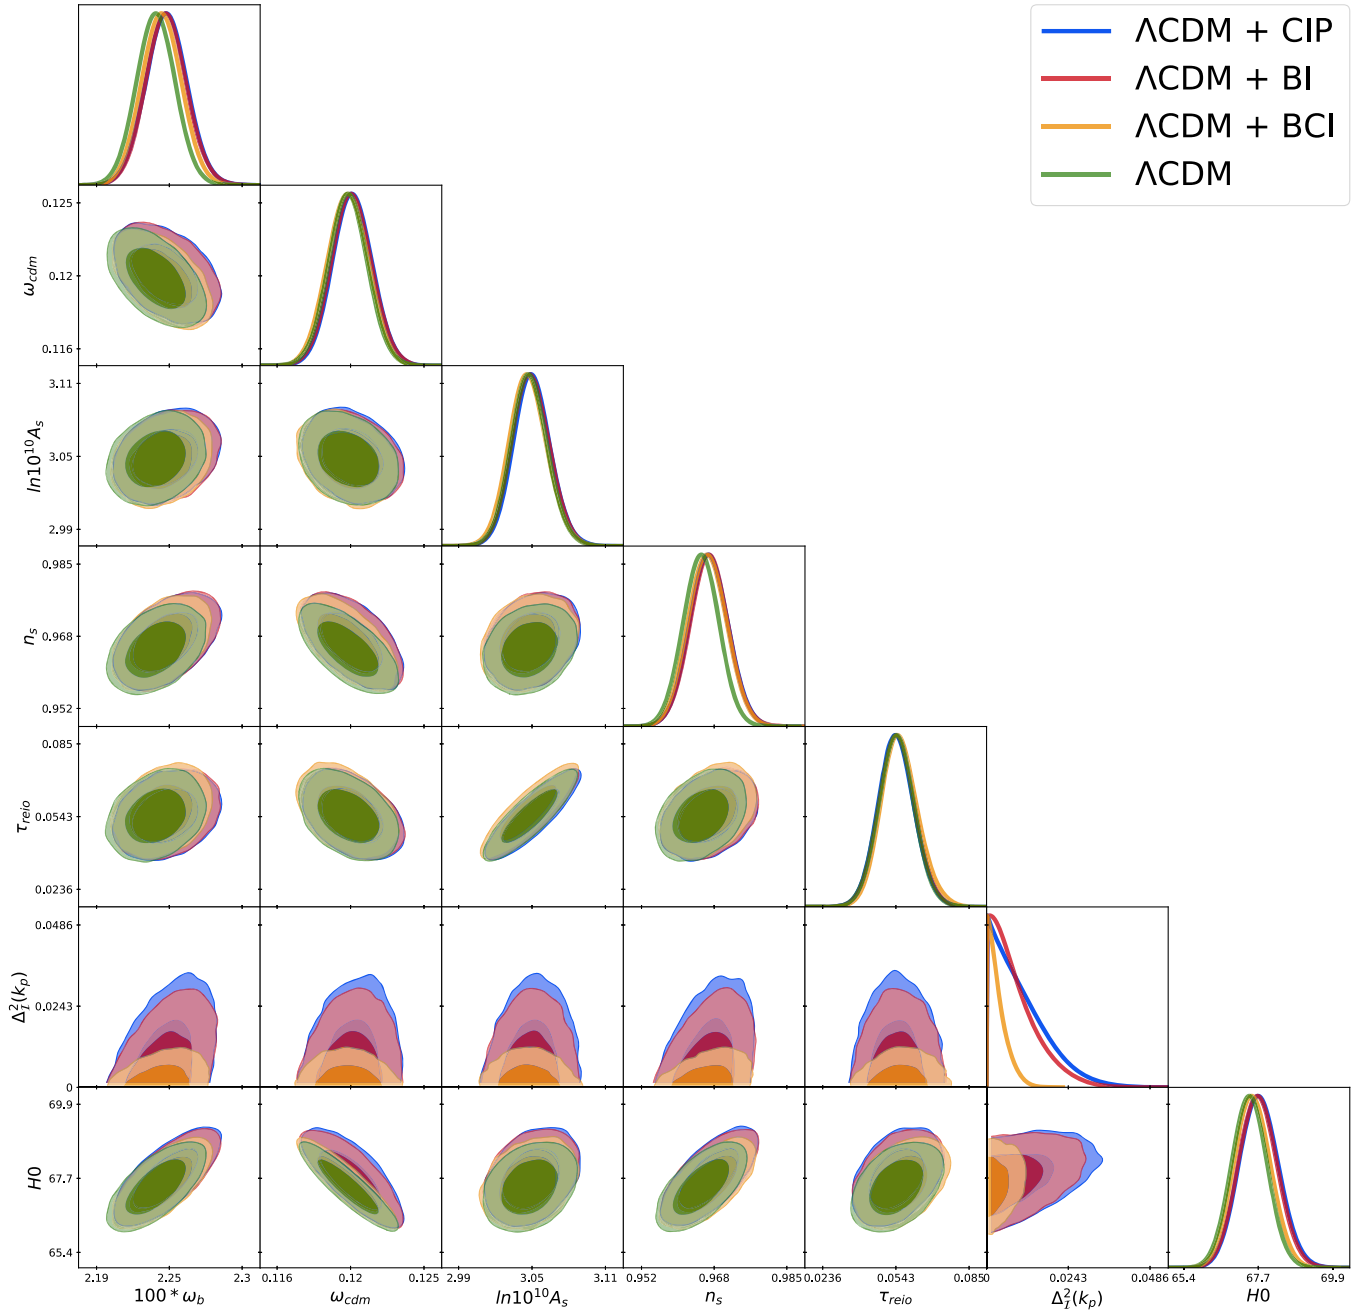 ΛCDM + CIP
ΛCDM + BI
ΛCDM + BCI
ΛCDM
0.125
0.12
0.116
ω_cdm
3.11
3.05
2.99
ln10^10 A_s
0.985
0.968
0.952
n_s
0.085
0.0543
0.0236
τ_reio
0.0486
0.0243
0
Δ_I^2(k_p)
69.9
67.7
65.4
H0
2.19 2.25 2.3 0.116 0.12 0.125 2.99 3.05 3.11 0.952 0.968 0.985 0.0236 0.0543 0.0850 0.0243 0.0486 65.4 67.7 69.9
100 * ω_b ω_cdm ln10^10 A_s n_s τ_reio Δ_I^2(k_p) H0